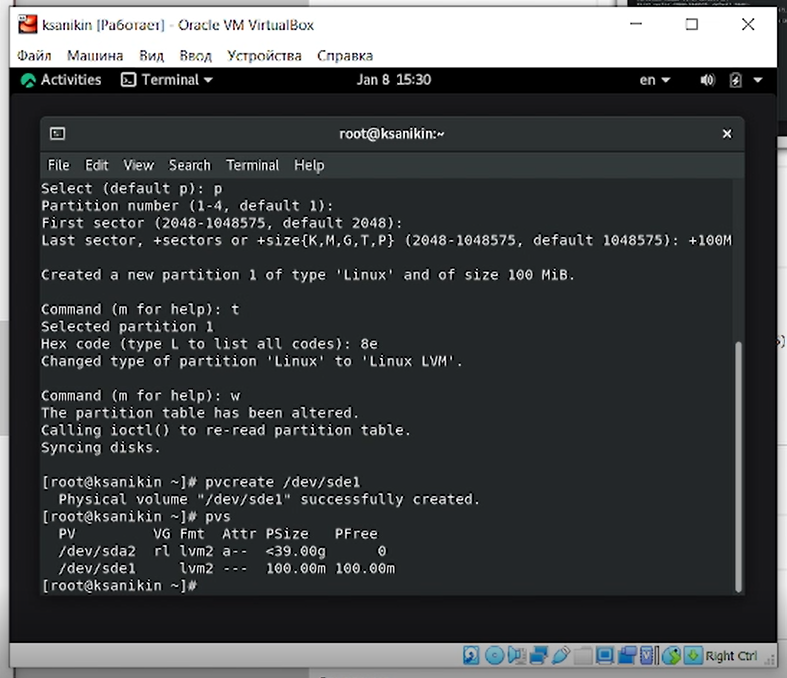 ksanikin [Работает] - Oracle VM VirtualBox
Файл Машина Вид Ввод Устройства Справка
Activities Terminal Jan 8 15:30 en
root@ksanikin:~
File Edit View Search Terminal Help
Select (default p): p
Partition number (1-4, default 1):
First sector (2048-1048575, default 2048):
Last sector, +sectors or +size{K,M,G,T,P} (2048-1048575, default 1048575): +100M
Created a new partition 1 of type 'Linux' and of size 100 MiB.
Command (m for help): t
Selected partition 1
Hex code (type L to list all codes): 8e
Changed type of partition 'Linux' to 'Linux LVM'.
Command (m for help): w
The partition table has been altered.
Calling ioctl() to re-read partition table.
Syncing disks.
[root@ksanikin ~]# pvcreate /dev/sde1
Physical volume "/dev/sde1" successfully created.
[root@ksanikin ~]# pvs
PV VG Fmt Attr PSize PFree
/dev/sda2 rl lvm2 a-- <39.00g 0
/dev/sde1 lvm2 --- 100.00m 100.00m
[root@ksanikin ~]#
Right Ctrl